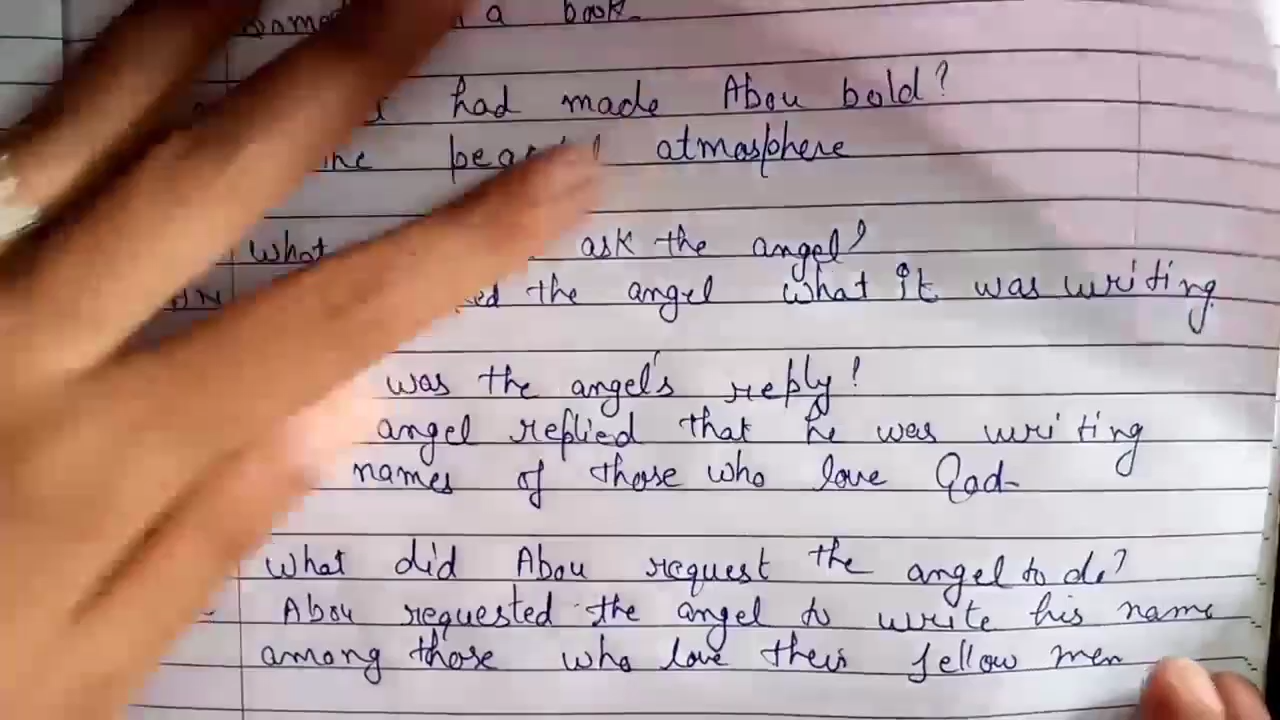 a book.
had made Abou bold?
atmosphere
What ask the angel?
the angel what it was writing
was the angel's reply?
angel replied that he was writing
names of those who love God-
What did Abou request the angel to do?
Abou requested the angel to write his name
among those who love their fellow men